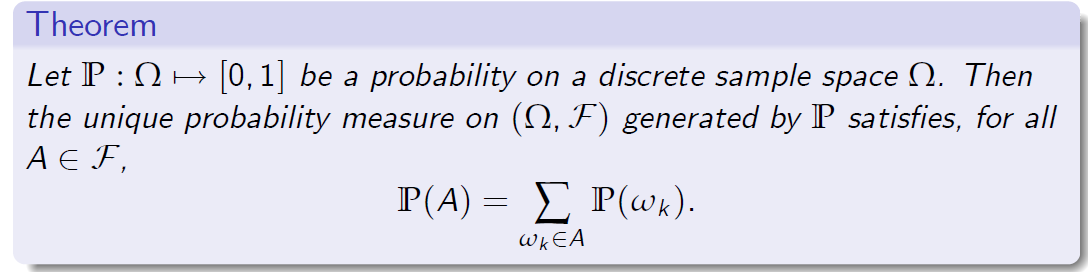 Theorem
Let ℙ : Ω ↦ [0, 1] be a probability on a discrete sample space Ω. Then
the unique probability measure on (Ω, ℱ) generated by ℙ satisfies, for all
A ∈ ℱ,
ℙ(A) = ∑ ℙ(ω_k).
ω_k∈A